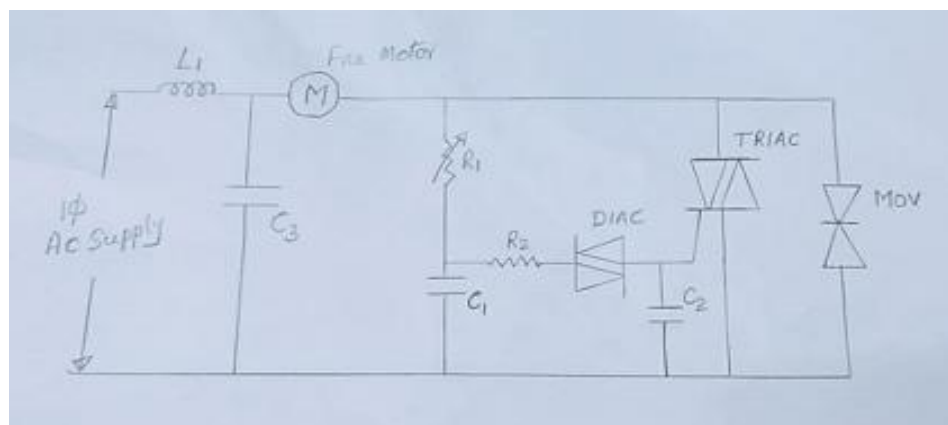 L1
Fan Motor
M
TRIAC
R1
1φ
Ac Supply
C3
DIAC
MOV
R2
C1
C2